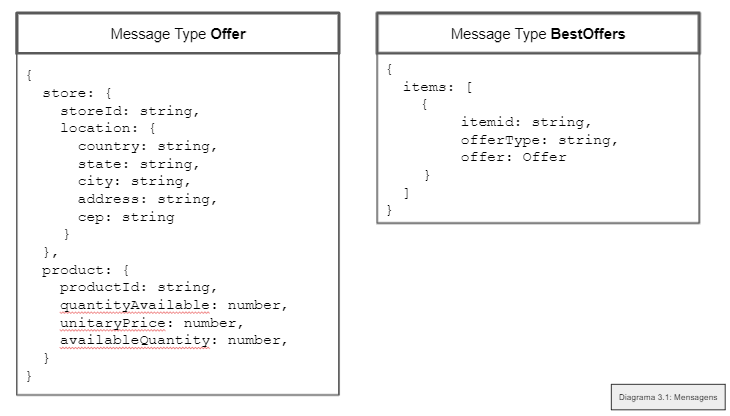 Message Type Offer
{
store: {
storeId: string,
location: {
country: string,
state: string,
city: string,
address: string,
cep: string
}
},
product: {
productId: string,
quantityAvailable: number,
unitaryPrice: number,
availableQuantity: number,
}
}
Message Type BestOffers
{
items: [
{
itemid: string,
offerType: string,
offer: Offer
}
]
}
Diagrama 3.1: Mensagens